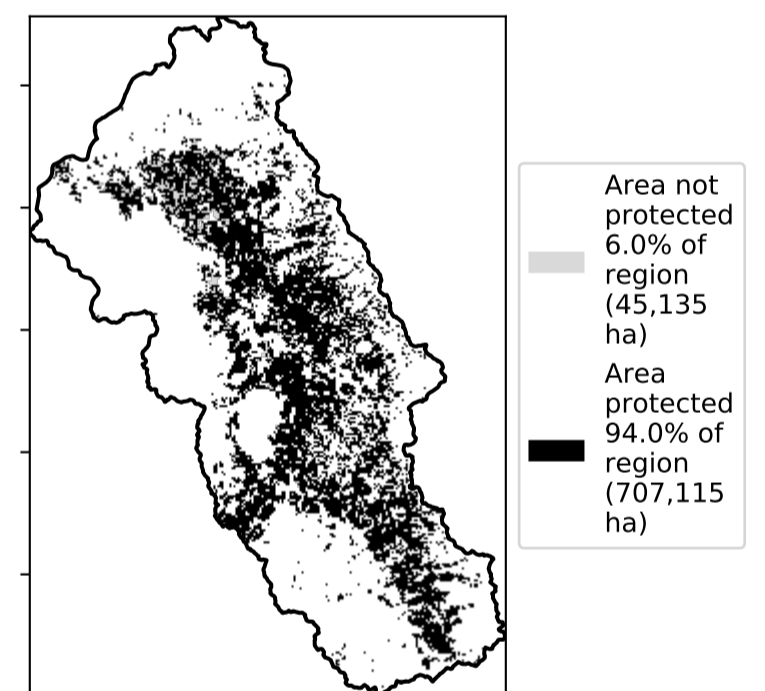 Area not
protected
6.0% of
region
(45,135
ha)
Area
protected
94.0% of
region
(707,115
ha)